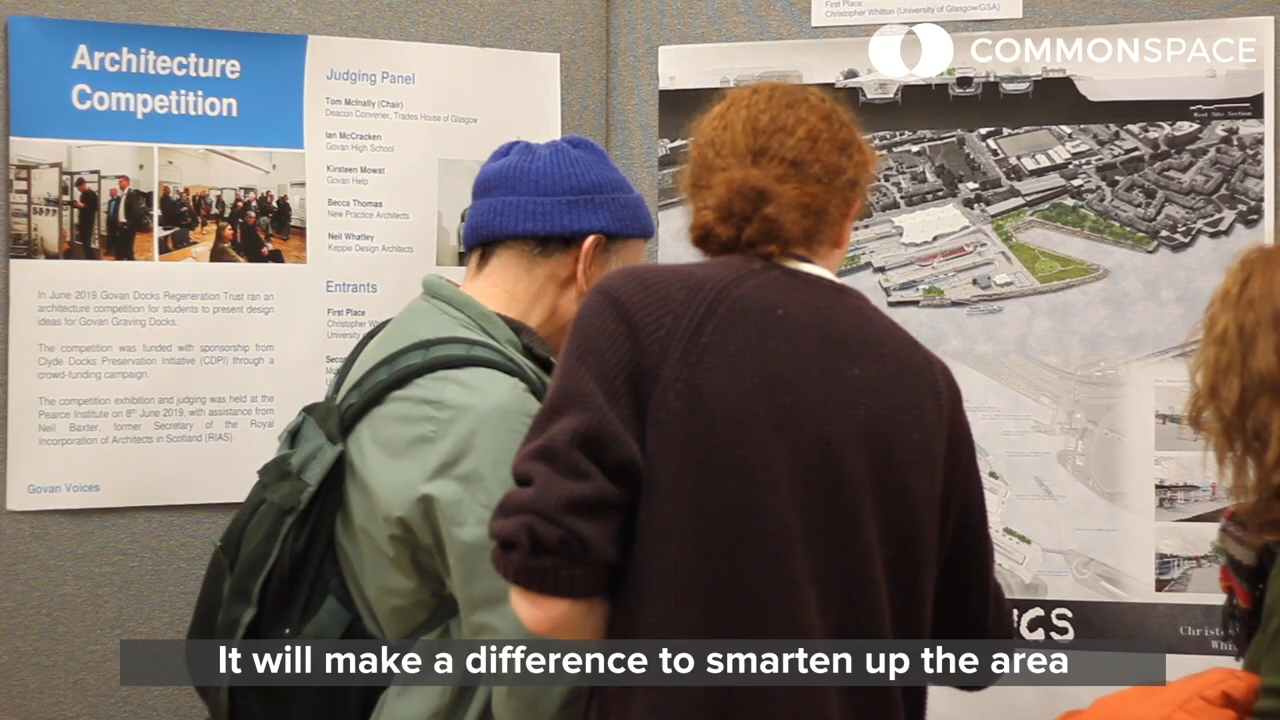 First Place
Christopher Whitton (University of Glasgow/GSA)
COMMONSPACE
Architecture
Competition
Judging Panel
Tom McInally (Chair)
Deacon Convener, Trades House of Glasgow
Ian McCracken
Govan High School
Kirsteen Mowat
Govan Help
Becca Thomas
New Practice Architects
Neil Whatley
Keppie Design Architects
Entrants
First Place
Christopher
University
In June 2019 Govan Docks Regeneration Trust ran an
architecture competition for students to present design
ideas for Govan Graving Docks.
The competition was funded with sponsorship from
Clyde Docks Preservation Initiative (CDPI) through a
crowd-funding campaign.
The competition exhibition and judging was held at the
Pearce Institute on 8th June 2019, with assistance from
Neil Baxter, former Secretary of the Royal
Incorporation of Architects in Scotland (RIAS).
Govan Voices
West Site Section
It will make a difference to smarten up the area